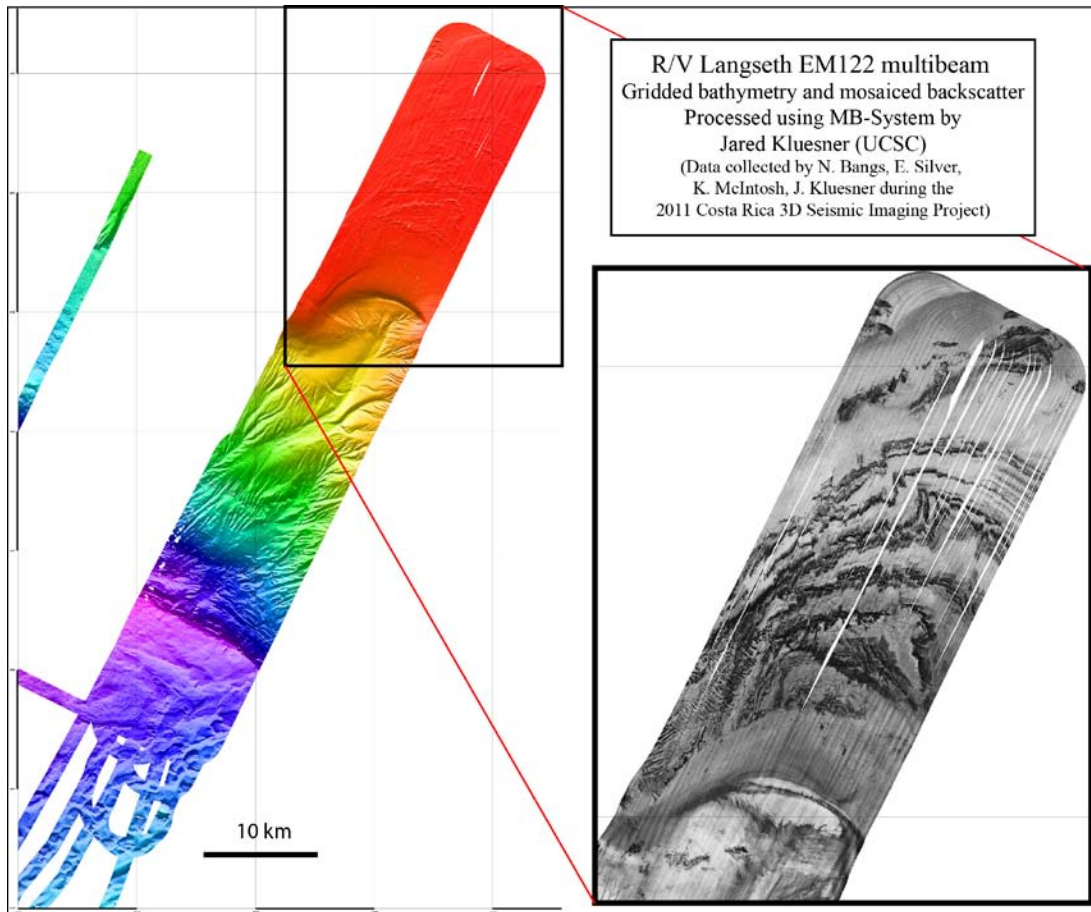 R/V Langseth EM122 multibeam
Gridded bathymetry and mosaiced backscatter
Processed using MB-System by
Jared Kluesner (UCSC)
(Data collected by N. Bangs, E. Silver,
K. McIntosh, J. Kluesner during the
2011 Costa Rica 3D Seismic Imaging Project)
10 km